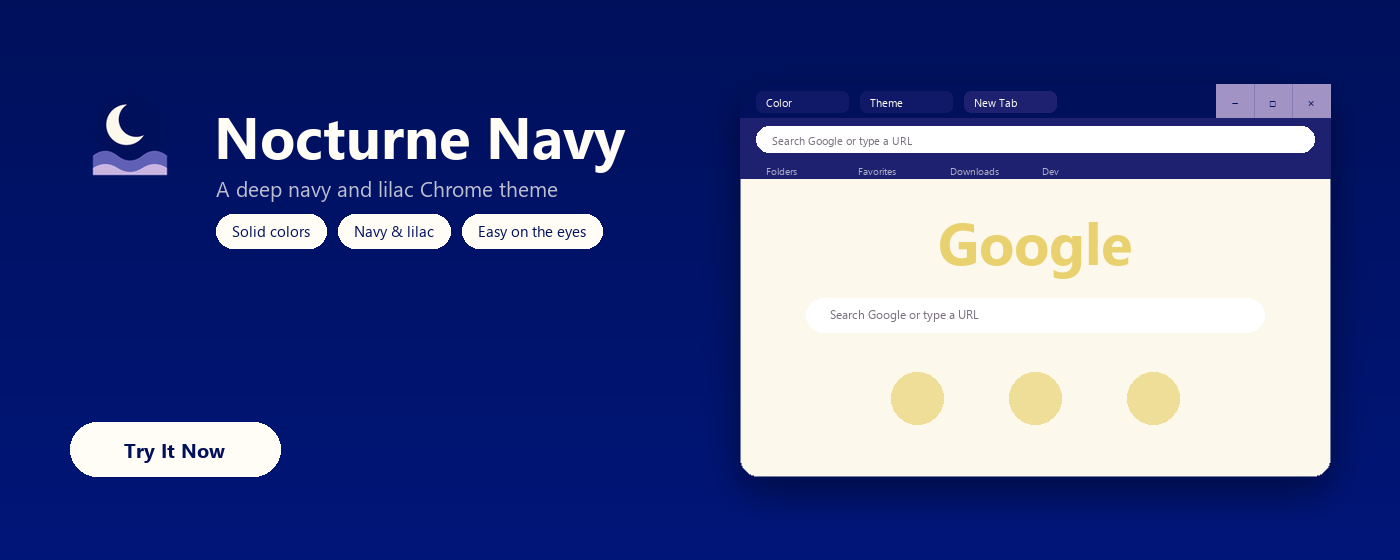 Nocturne Navy
A deep navy and lilac Chrome theme
Solid colors
Navy & lilac
Easy on the eyes
Try It Now
Color
Theme
New Tab
Search Google or type a URL
Folders
Favorites
Downloads
Dev
Google
Search Google or type a URL